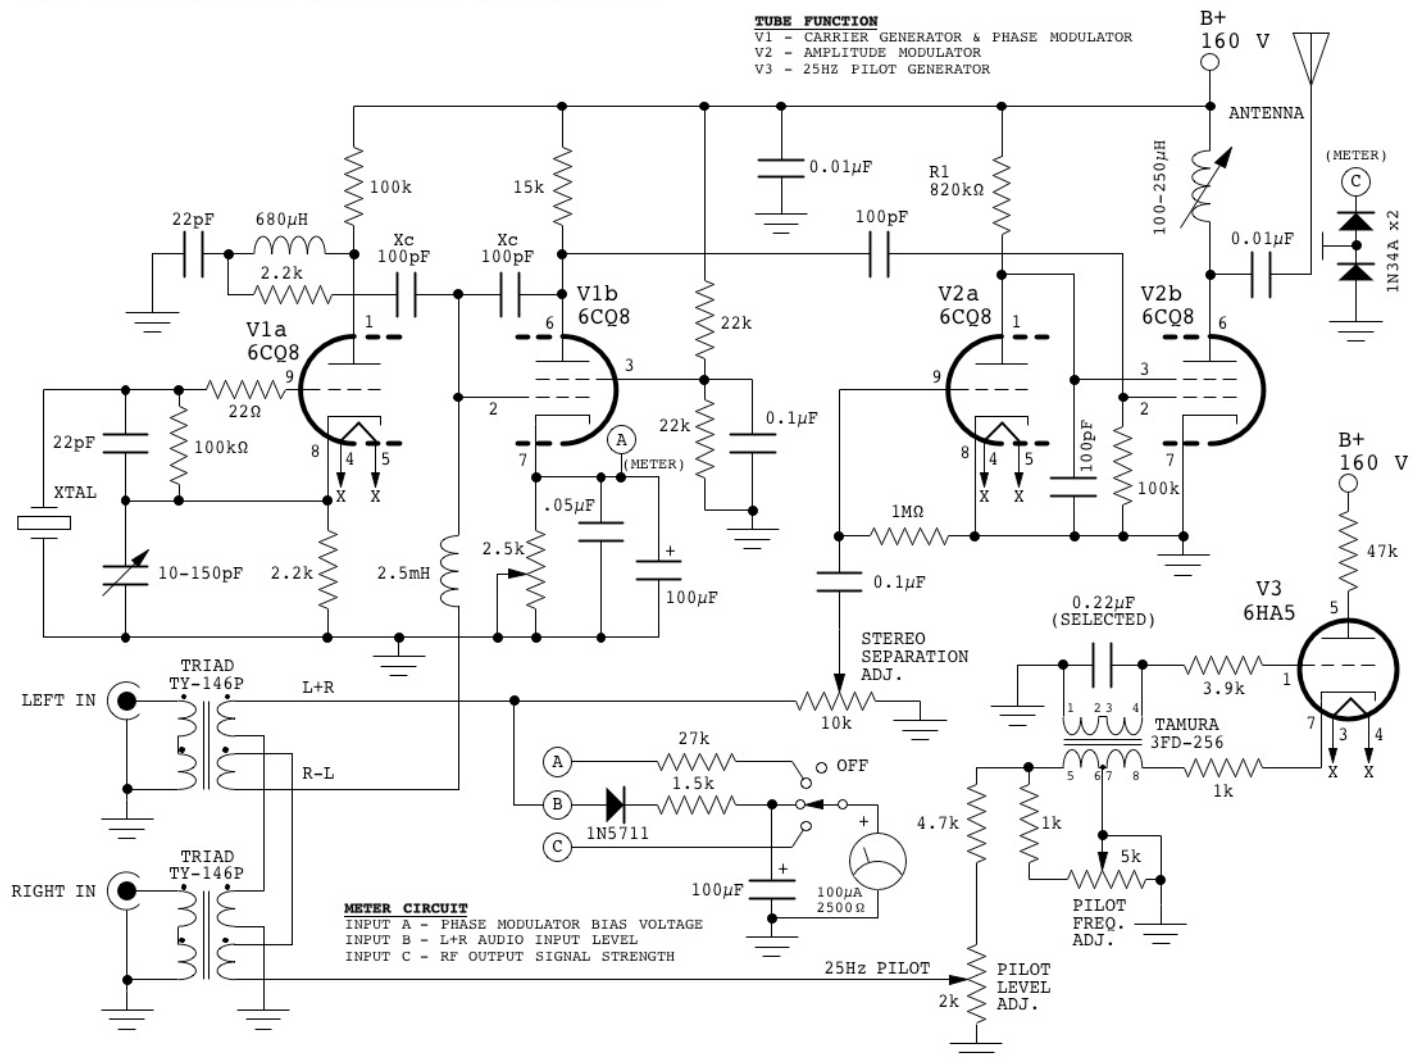 TUBE FUNCTION
V1 - CARRIER GENERATOR & PHASE MODULATOR
V2 - AMPLITUDE MODULATOR
V3 - 25HZ PILOT GENERATOR
B+
160 V
ANTENNA
100k
15k
0.01µF
R1
820kΩ
100-250µH
(METER)
C
1N34A x2
22pF
680µH
2.2k
Xc
100pF
Xc
100pF
100pF
0.01µF
V1a
6CQ8
1
V1b
6CQ8
6
22k
V2a
6CQ8
1
V2b
6CQ8
6
9
22Ω
3
2
9
3
2
22pF
100kΩ
8
4
5
X
X
7
A
(METER)
22k
0.1µF
8
4
5
X
X
100pF
100k
7
B+
160 V
XTAL
10-150pF
2.2k
2.5mH
2.5k
.05µF
+
100µF
1MΩ
0.1µF
47k
V3
6HA5
5
0.22µF
(SELECTED)
STEREO
SEPARATION
ADJ.
10k
3.9k
1
7
3
4
X
X
1
2
3
4
TAMURA
3FD-256
5
6
7
8
1k
TRIAD
TY-146P
LEFT IN
L+R
R-L
A
27k
OFF
B
1N5711
1.5k
C
+
+
100µF
100µA
2500Ω
4.7k
1k
5k
PILOT
FREQ.
ADJ.
TRIAD
TY-146P
RIGHT IN
METER CIRCUIT
INPUT A - PHASE MODULATOR BIAS VOLTAGE
INPUT B - L+R AUDIO INPUT LEVEL
INPUT C - RF OUTPUT SIGNAL STRENGTH
25Hz PILOT
2k
PILOT
LEVEL
ADJ.